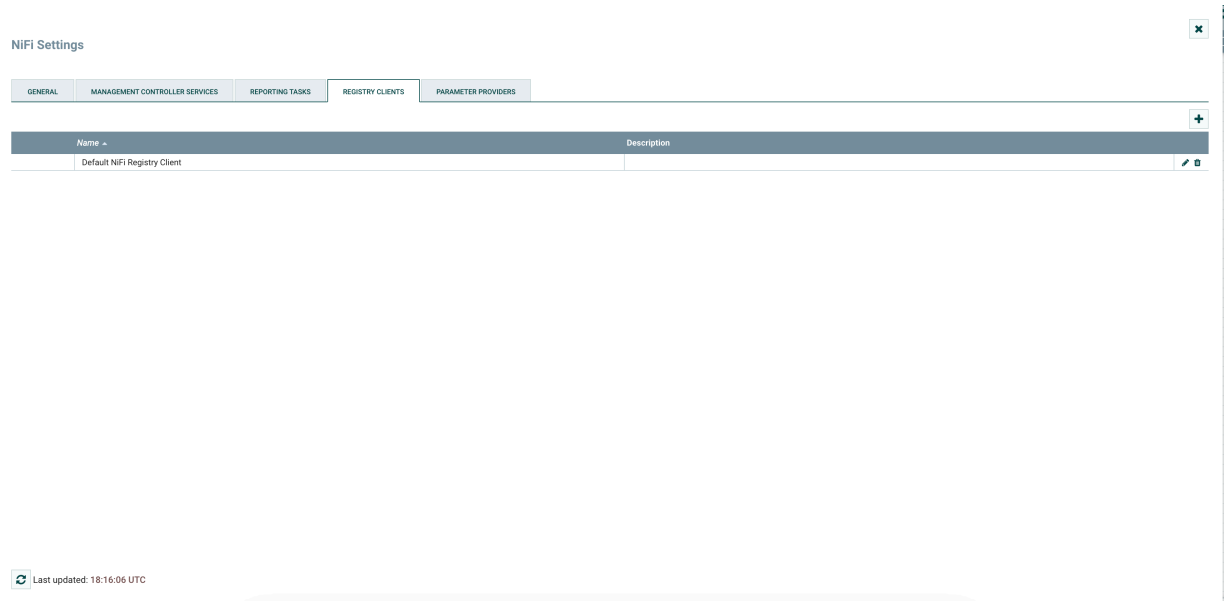 NiFi Settings
GENERAL MANAGEMENT CONTROLLER SERVICES REPORTING TASKS REGISTRY CLIENTS PARAMETER PROVIDERS
Name Description
Default NiFi Registry Client
Last updated: 18:16:06 UTC